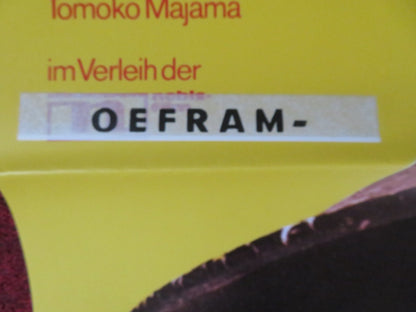 Tomoko Majama
im Verleih der
OEFRAM-